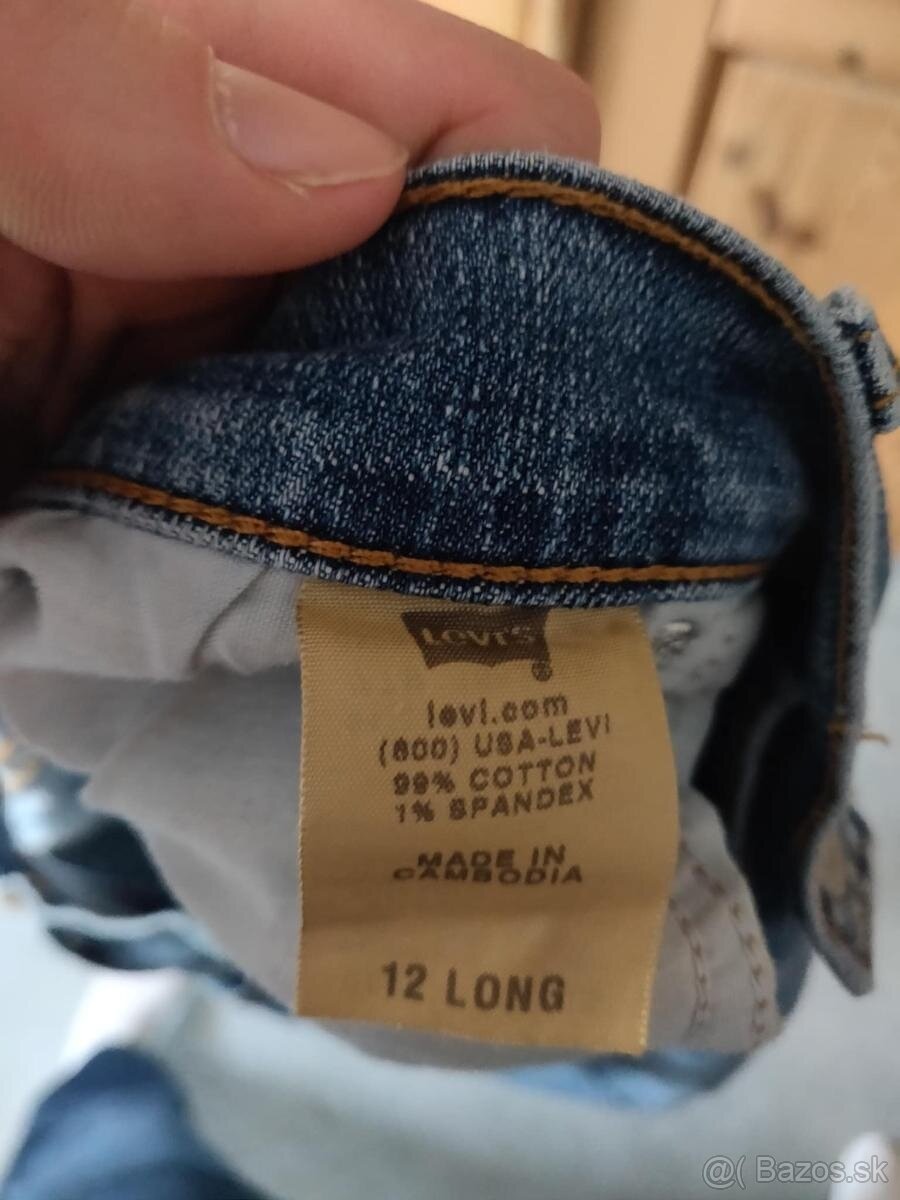 Levi's
levi.com
(800) USA-LEVI
99% COTTON
1% SPANDEX
MADE IN
CAMBODIA
12 LONG
@( Bazos.sk